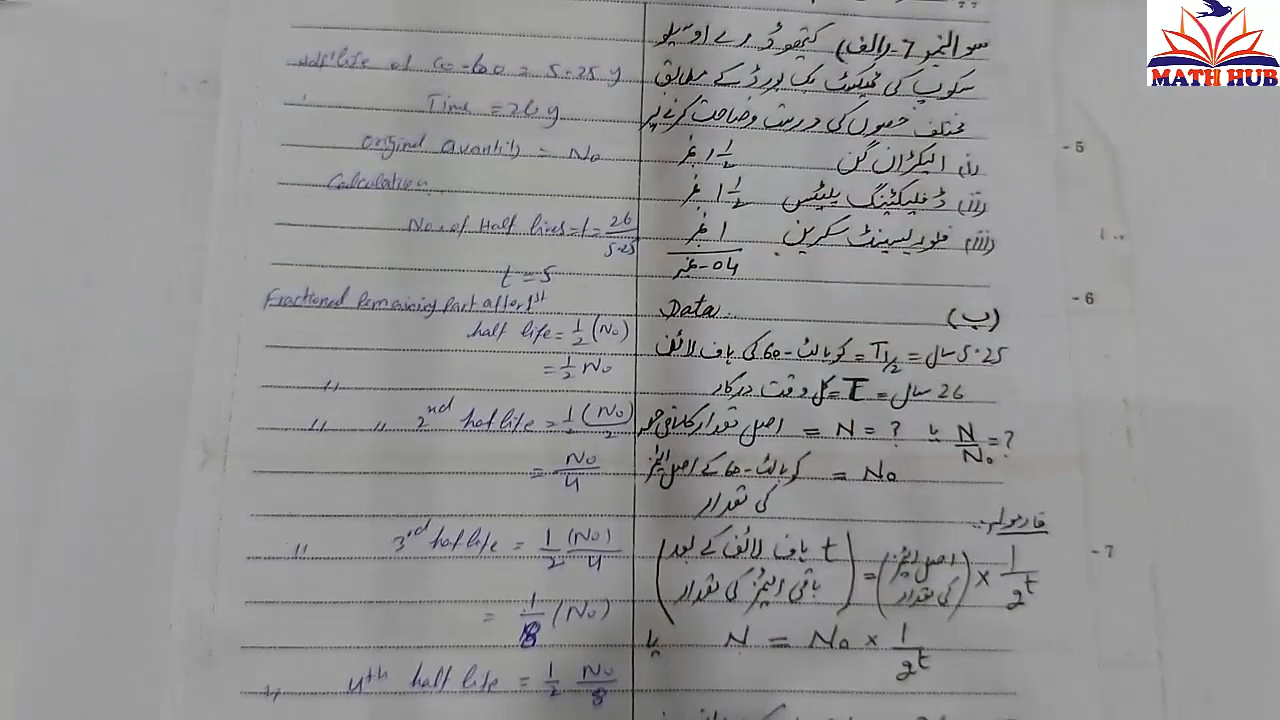 MATH HUB
سوال نمبر 7-(الف) کیتھوڈ رے اوسیلو
سکوپ کی ٹیکسٹ بک بورڈ کے مطابق
مختلف حصوں کی درست وضاحت کرنے پر
(i) الیکٹران گن 1½ نمبر
(ii) ڈفلیکٹنگ پلیٹس 1½ نمبر
(iii) فلوریسینٹ سکرین 1 نمبر
04-نمبر
(ب) Data
5.25 سال = T1/2 = کوبالٹ-60 کی ہاف لائف
26 سال = T = کل وقت درکار
N/N₀ = ? یا N = ? = اصل مقدار کا باقی حصہ
N₀ = کوبالٹ-60 کے اصل ایٹمز
کی مقدار
فارمولہ:
(t ہاف لائف کے بعد باقی ایٹمز کی مقدار) = (اصل ایٹمز کی مقدار) × 1/2^t
یا N = N₀ × 1/2^t
Half life of Co-60 = 5.25 y
Time = 26 y
Original Quantity = N₀
Calculation
No. of Half lives = t = 26/5.25
t = 5
Fractioned Remaining Part after 1st
half life = 1/2 (N₀)
= 1/2 N₀
"
" " 2nd half life = 1/2 (N₀)/2
= N₀/4
" 3rd half life = 1/2 (N₀)/4
= 1/8 (N₀)
" 4th half life = 1/2 N₀/8
-5
-6
-7